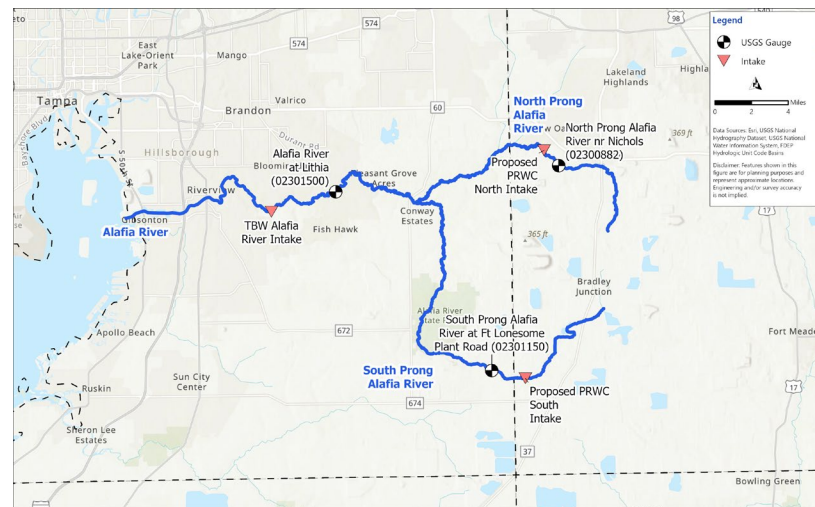 574
98
Legend
USGS Gauge
Intake
0 2 4 Miles
Data Sources: Esri, USGS National
Hydrography Dataset, USGS National
Water Information System, FDEP
Hydrologic Unit Code Basins
Disclaimer: Features shown in this
figure are for planning purposes and
represent approximate locations.
Engineering and/or survey accuracy
is not implied.
East
Lake-Orient
Park
574
Mango
Lakeland
Highlands
Tampa
Valrico
Brandon
60
North Prong
Alafia
River
Bayshore Blvd
Durant Rd
North Prong Alafia
River nr Nichols
(02300882)
369 ft
Hillsborough
S 50th St
Alafia River
at Lithia
(02301500)
Proposed
PRWC
North Intake
Riverview
easant Grove
Acres
Conway
Estates
Alafia River
TBW Alafia
River Intake
Fish Hawk
365 ft
Bradley
Junction
South Prong Alafia
River at Ft Lonesome
Plant Road (02301150)
Apollo Beach
672
Fort Meade
South Prong
Alafia River
Sun City
Center
Ruskin
674
Proposed PRWC
South
Intake
17
Sheron Lee
Estates
37
17
Bowling Green